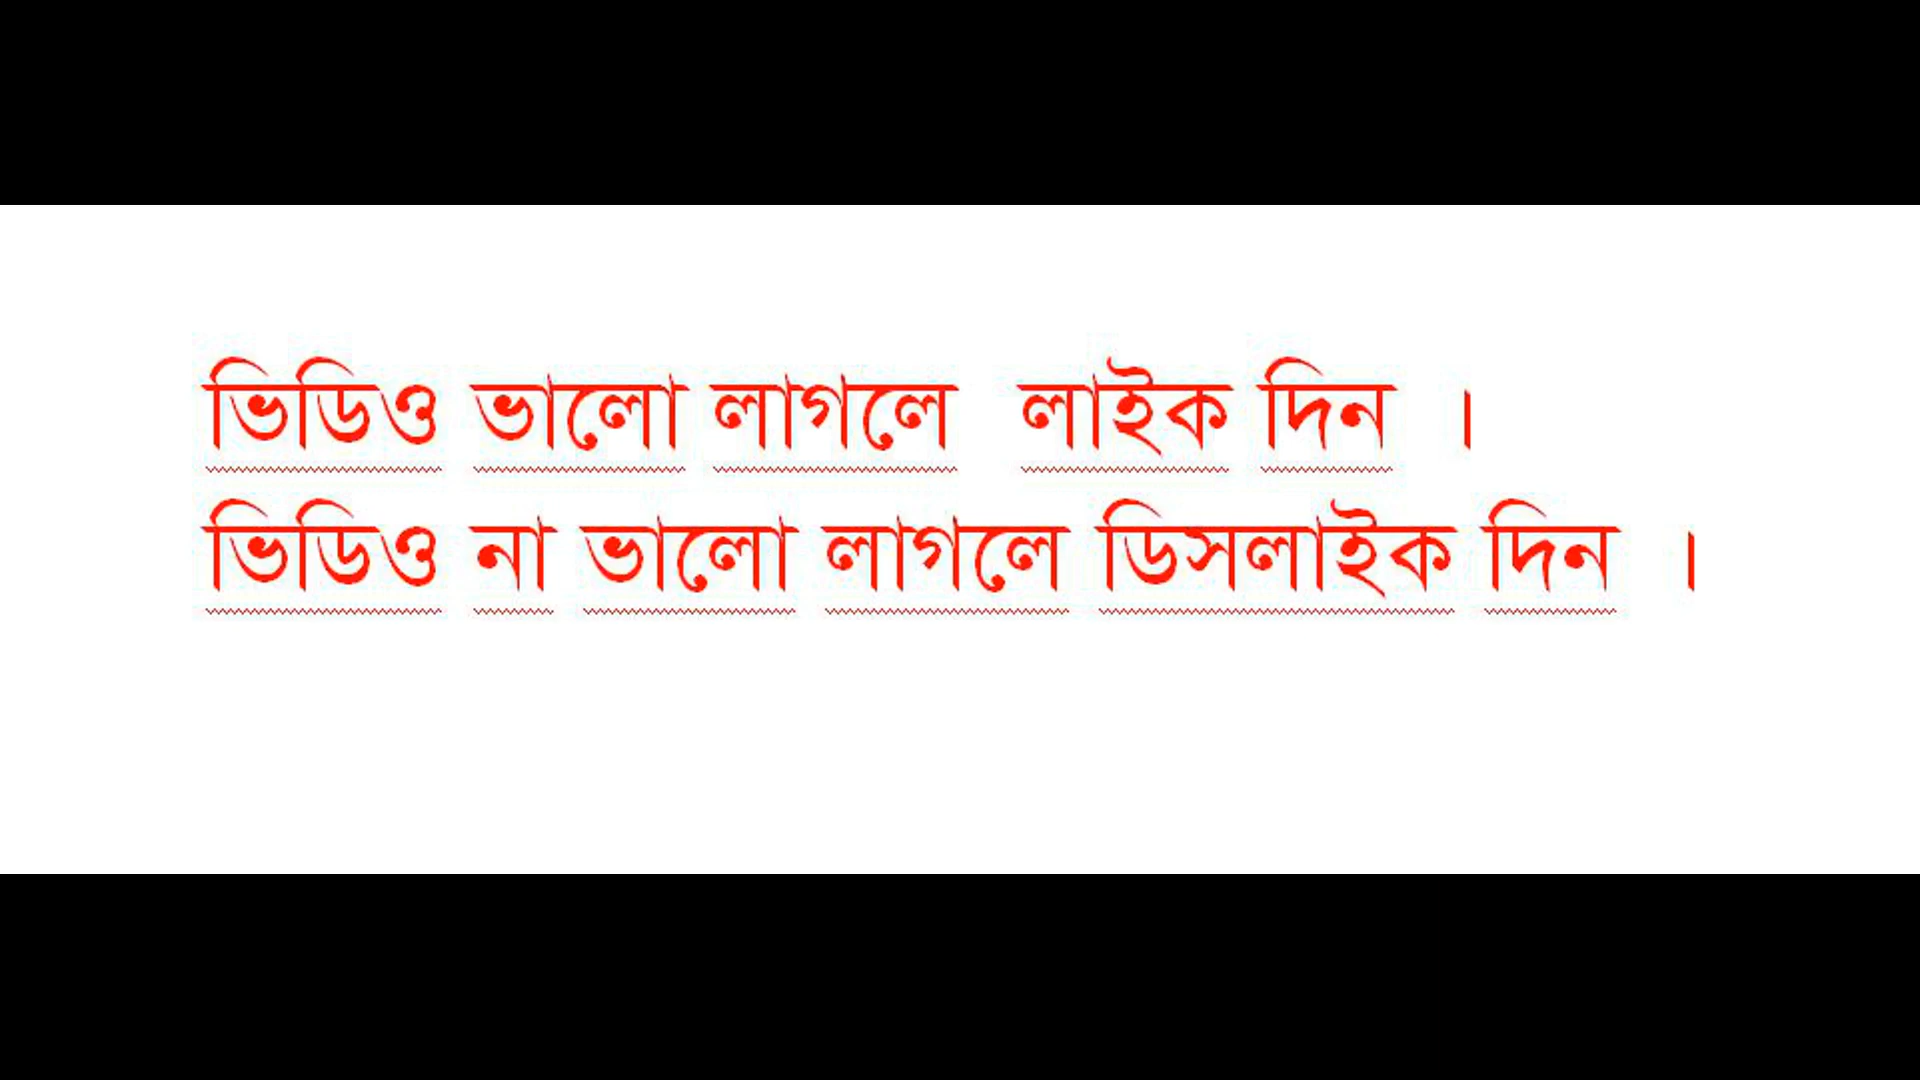 ভিডিও ভালো লাগলে লাইক দিন ।
ভিডিও না ভালো লাগলে ডিসলাইক দিন ।